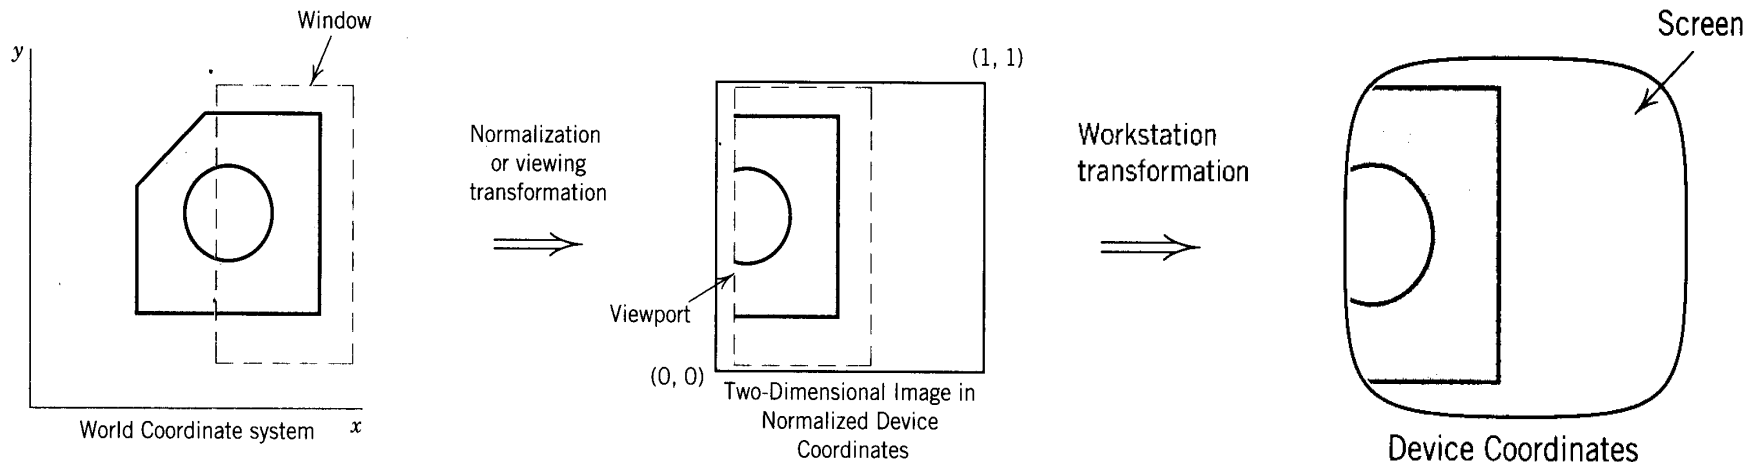 Window
y
World Coordinate system
x
Normalization
or viewing
transformation
(1, 1)
Viewport
(0, 0)
Two-Dimensional Image in
Normalized Device
Coordinates
Workstation
transformation
Screen
Device Coordinates